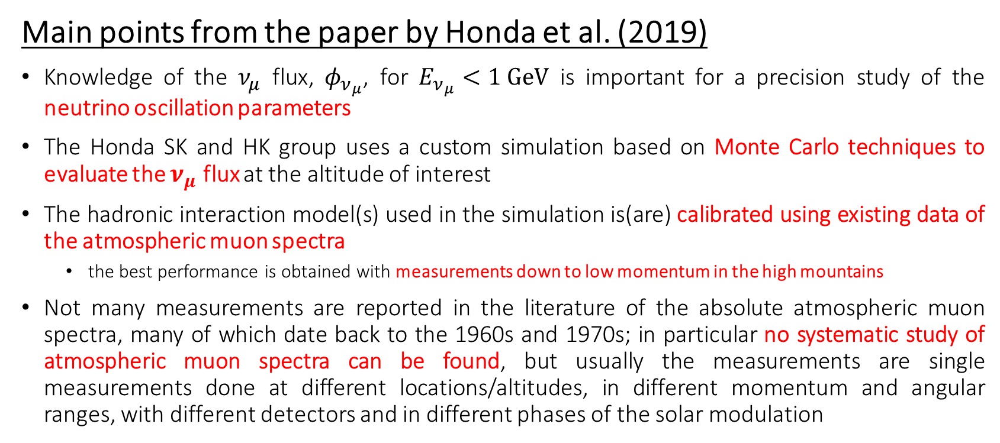 Main points from the paper by Honda et al. (2019)
• Knowledge of the $\nu_\mu$ flux, $\phi_{\nu_\mu}$, for $E_{\nu_\mu} < 1$ GeV is important for a precision study of the
neutrino oscillation parameters
• The Honda SK and HK group uses a custom simulation based on Monte Carlo techniques to
evaluate the $\boldsymbol{\nu_\mu}$ flux at the altitude of interest
• The hadronic interaction model(s) used in the simulation is(are) calibrated using existing data of
the atmospheric muon spectra
• the best performance is obtained with measurements down to low momentum in the high mountains
• Not many measurements are reported in the literature of the absolute atmospheric muon
spectra, many of which date back to the 1960s and 1970s; in particular no systematic study of
atmospheric muon spectra can be found, but usually the measurements are single
measurements done at different locations/altitudes, in different momentum and angular
ranges, with different detectors and in different phases of the solar modulation